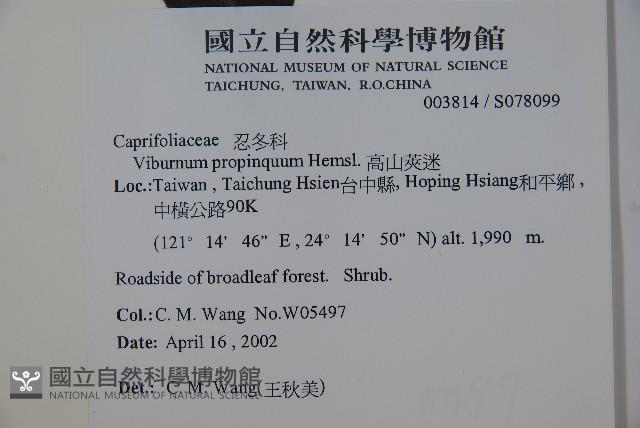 國立自然科學博物館
NATIONAL MUSEUM OF NATURAL SCIENCE
TAICHUNG, TAIWAN, R.O.CHINA
003814 / S078099
Caprifoliaceae 忍冬科
Viburnum propinquum Hemsl. 高山莢迷
Loc.:Taiwan , Taichung Hsien台中縣, Hoping Hsiang和平鄉 ,
中橫公路90K
(121° 14' 46" E , 24° 14' 50" N) alt. 1,990 m.
Roadside of broadleaf forest. Shrub.
Col.: C. M. Wang No.W05497
Date: April 16 , 2002
Det.: C. M. Wang(王秋美)
國立自然科學博物館
NATIONAL MUSEUM OF NATURAL SCIENCE